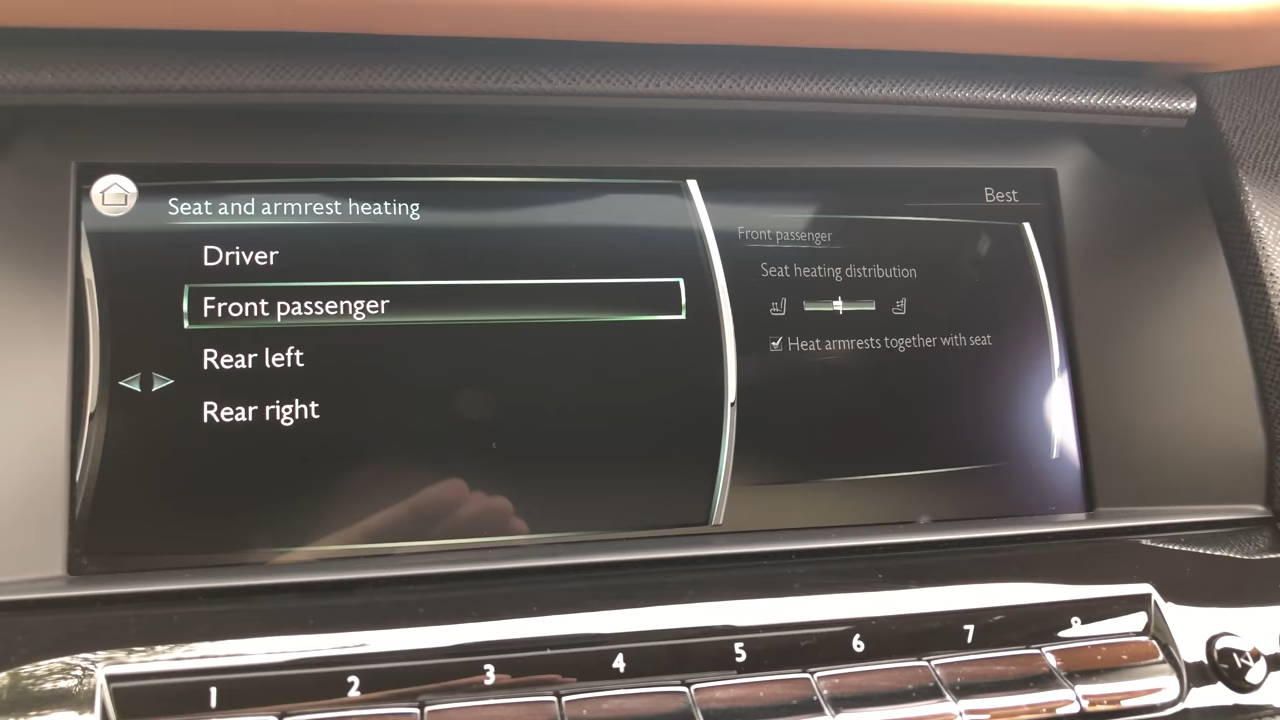 Seat and armrest heating
Driver
Front passenger
Rear left
Rear right
Best
Front passenger
Seat heating distribution
Heat armrests together with seat
1 2 3 4 5 6 7 8